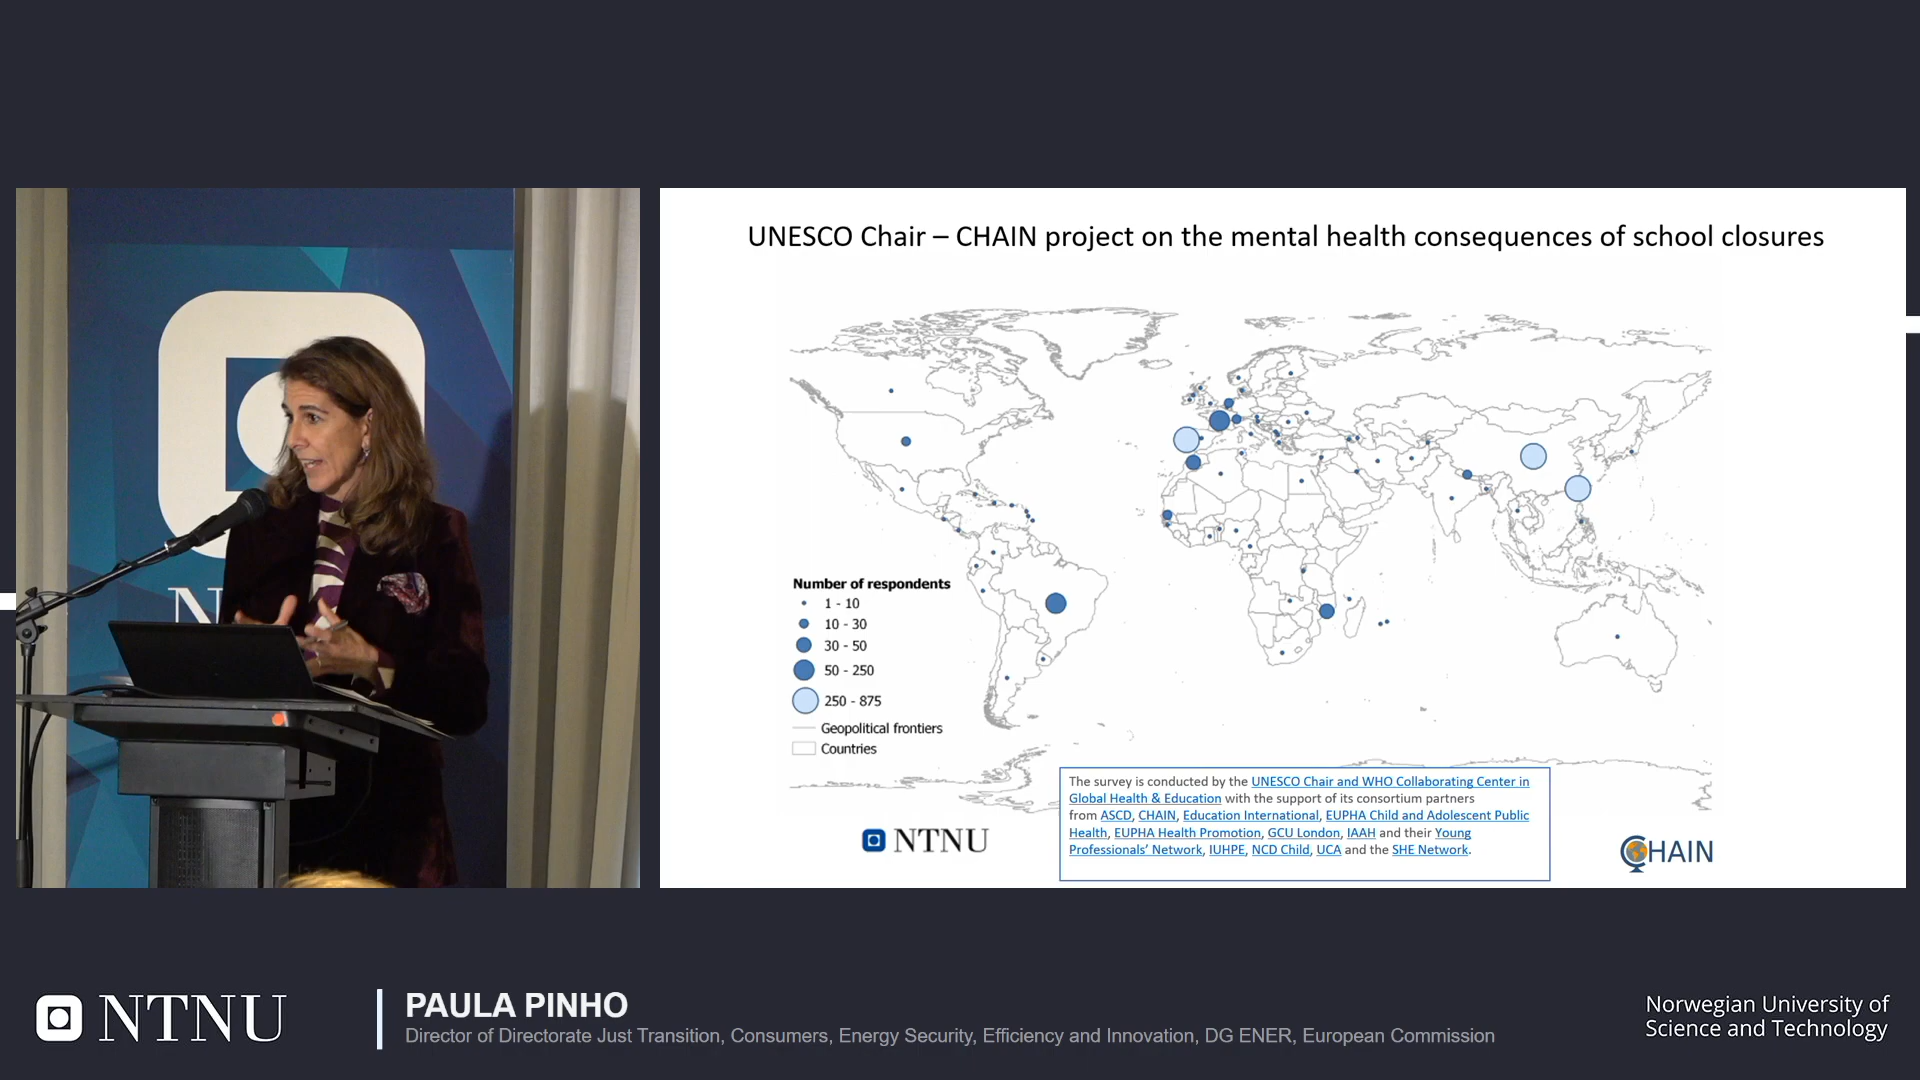 UNESCO Chair – CHAIN project on the mental health consequences of school closures
Number of respondents
1 - 10
10 - 30
30 - 50
50 - 250
250 - 875
Geopolitical frontiers
Countries
The survey is conducted by the UNESCO Chair and WHO Collaborating Center in
Global Health & Education with the support of its consortium partners
from ASCD, CHAIN, Education International, EUPHA Child and Adolescent Public
Health, EUPHA Health Promotion, GCU London, IAAH and their Young
Professionals’ Network, IUHPE, NCD Child, UCA and the SHE Network.
NTNU
CHAIN
N
NTNU
PAULA PINHO
Director of Directorate Just Transition, Consumers, Energy Security, Efficiency and Innovation, DG ENER, European Commission
Norwegian University of
Science and Technology